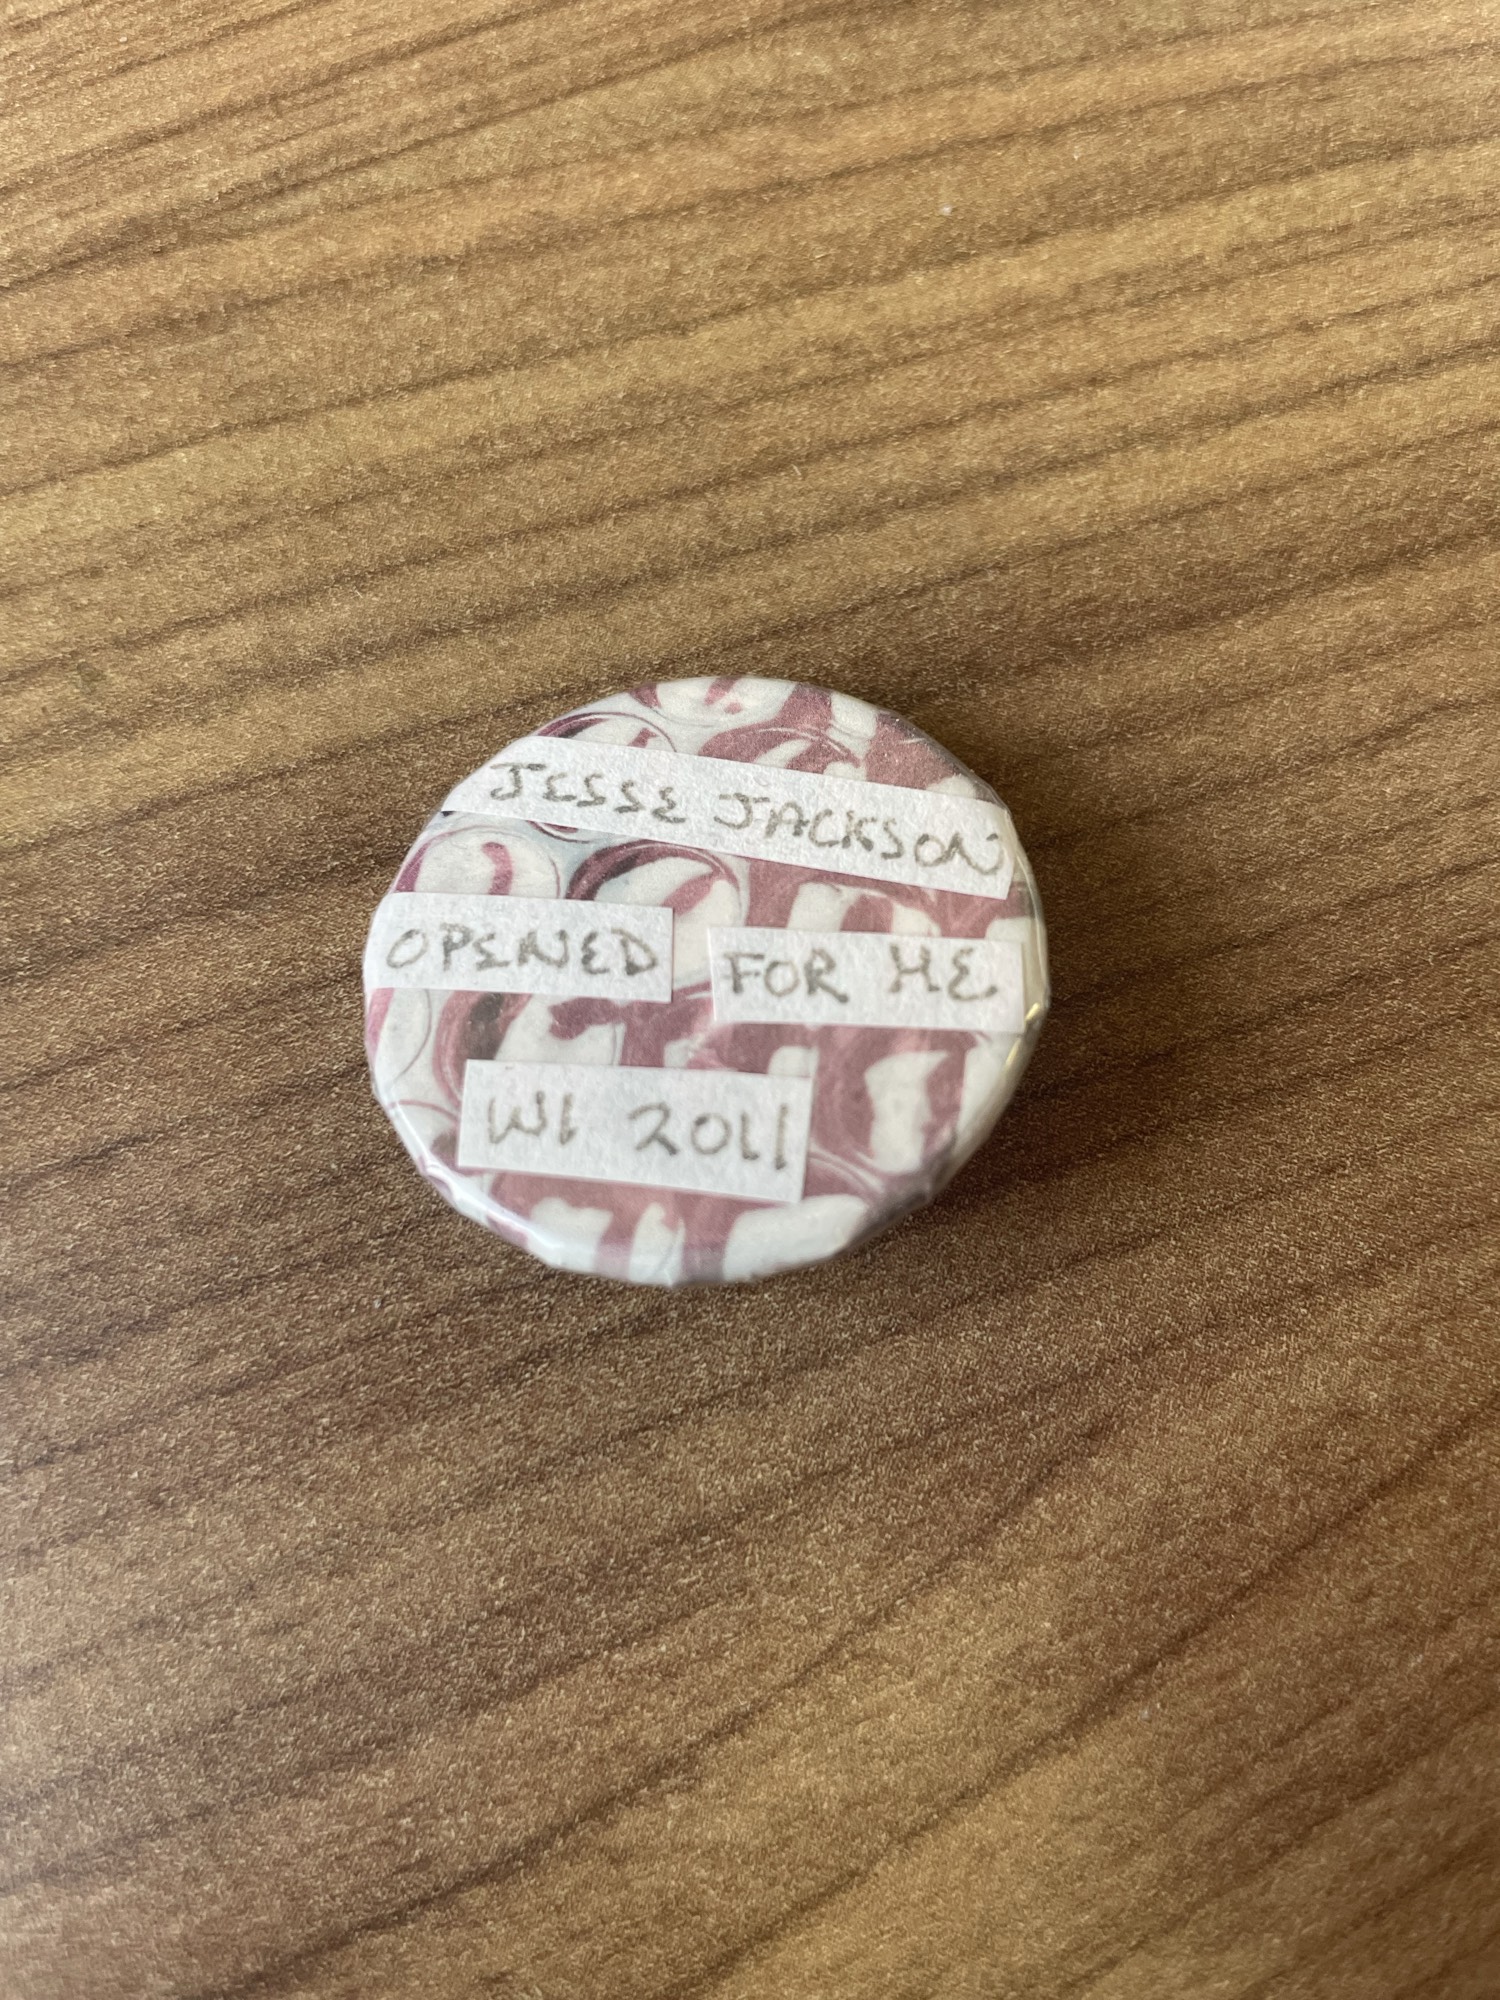 JESSE JACKSON
OPENED FOR ME
WI 2011